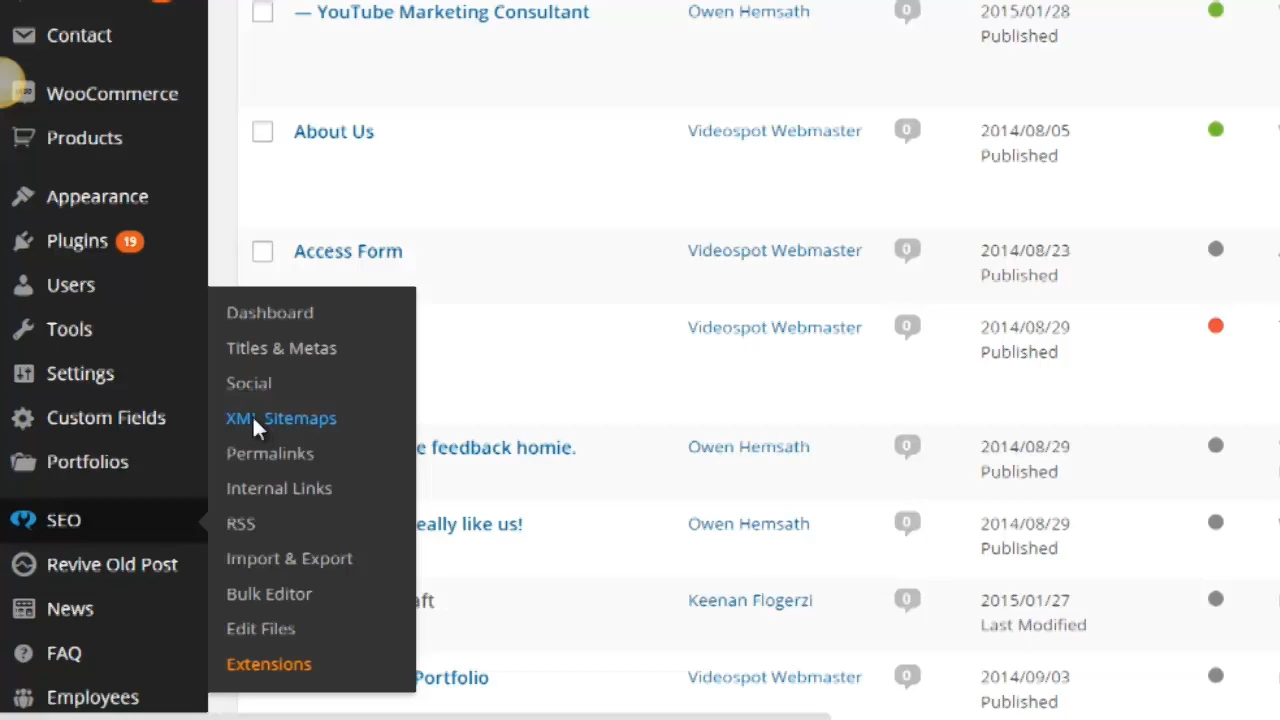 Contact
WooCommerce
Products
Appearance
Plugins 19
Users
Tools
Settings
Custom Fields
Portfolios
SEO
Revive Old Post
News
FAQ
Employees
Dashboard
Titles & Metas
Social
XML Sitemaps
Permalinks
Internal Links
RSS
Import & Export
Bulk Editor
Edit Files
Extensions
— YouTube Marketing Consultant Owen Hemsath 0 2015/01/28
Published
About Us Videospot Webmaster 0 2014/08/05
Published
Access Form Videospot Webmaster 0 2014/08/23
Published
Videospot Webmaster 0 2014/08/29
Published
e feedback homie. Owen Hemsath 0 2014/08/29
Published
eally like us! Owen Hemsath 0 2014/08/29
Published
aft Keenan Flogerzi 0 2015/01/27
Last Modified
Portfolio Videospot Webmaster 0 2014/09/03
Published